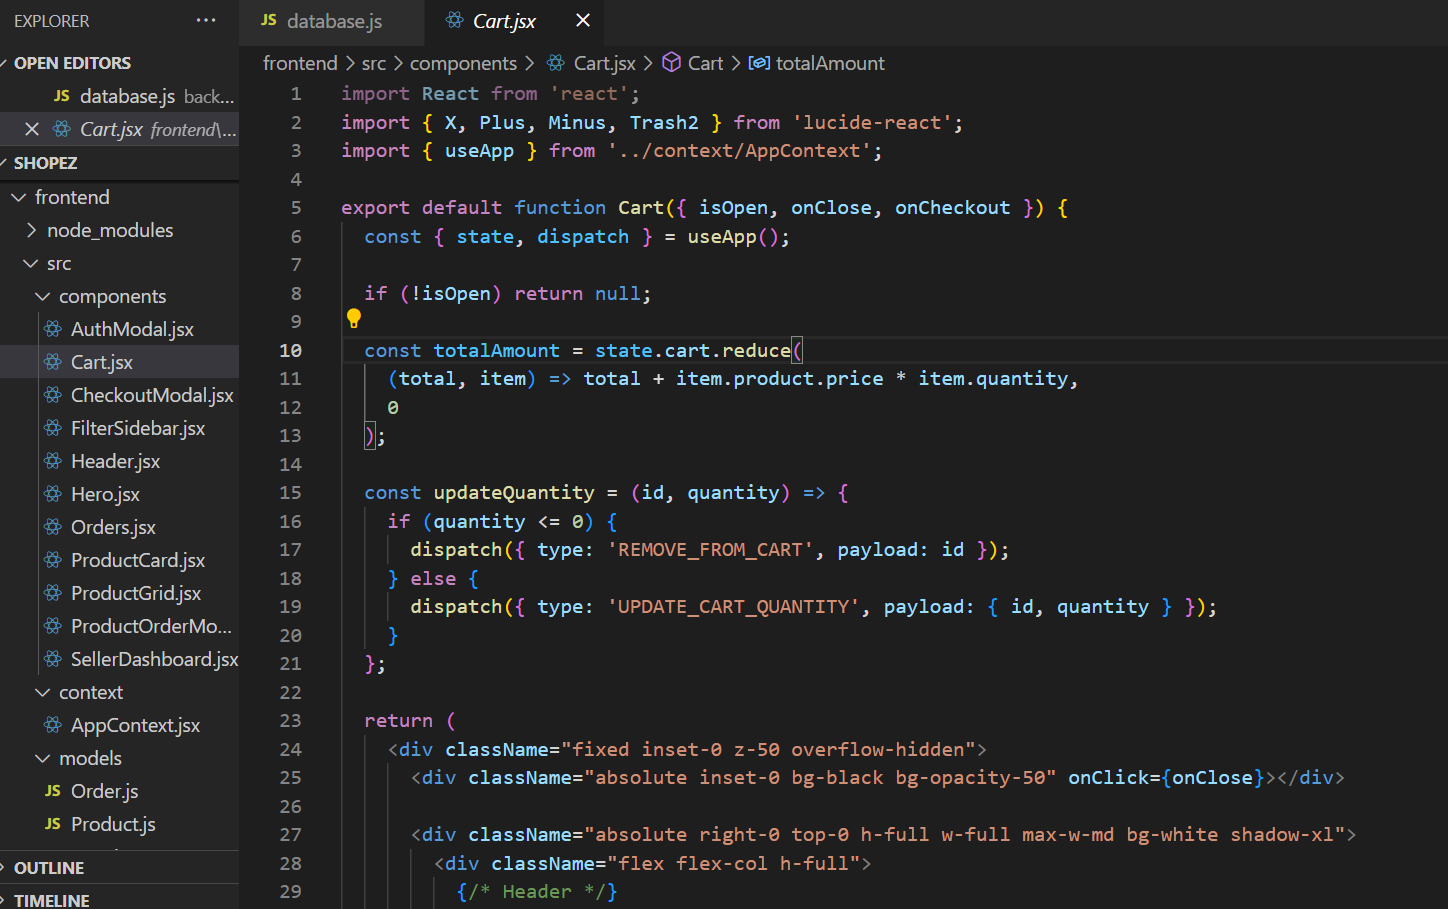 EXPLORER ...
OPEN EDITORS
JS database.js back...
Cart.jsx frontend\...
SHOPEZ
frontend
node_modules
src
components
AuthModal.jsx
Cart.jsx
CheckoutModal.jsx
FilterSidebar.jsx
Header.jsx
Hero.jsx
Orders.jsx
ProductCard.jsx
ProductGrid.jsx
ProductOrderMo...
SellerDashboard.jsx
context
AppContext.jsx
models
JS Order.js
JS Product.js
OUTLINE
TIMELINE
JS database.js
Cart.jsx
frontend > src > components > Cart.jsx > Cart > totalAmount
1 import React from 'react';
2 import { X, Plus, Minus, Trash2 } from 'lucide-react';
3 import { useApp } from '../context/AppContext';
4
5 export default function Cart({ isOpen, onClose, onCheckout }) {
6 const { state, dispatch } = useApp();
7
8 if (!isOpen) return null;
9
10 const totalAmount = state.cart.reduce(
11 (total, item) => total + item.product.price * item.quantity,
12 0
13 );
14
15 const updateQuantity = (id, quantity) => {
16 if (quantity <= 0) {
17 dispatch({ type: 'REMOVE_FROM_CART', payload: id });
18 } else {
19 dispatch({ type: 'UPDATE_CART_QUANTITY', payload: { id, quantity } });
20 }
21 };
22
23 return (
24 <div className="fixed inset-0 z-50 overflow-hidden">
25 <div className="absolute inset-0 bg-black bg-opacity-50" onClick={onClose}></div>
26
27 <div className="absolute right-0 top-0 h-full w-full max-w-md bg-white shadow-xl">
28 <div className="flex flex-col h-full">
29 {/* Header */}